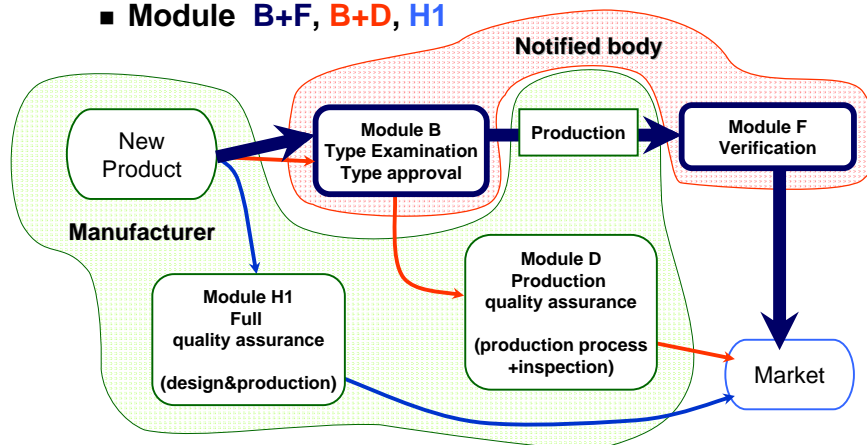 ■ Module B+F, B+D, H1
Notified body
New
Product
Module B
Type Examination
Type approval
Production
Module F
Verification
Manufacturer
Module H1
Full
quality assurance
(design&production)
Module D
Production
quality assurance
(production process
+inspection)
Market